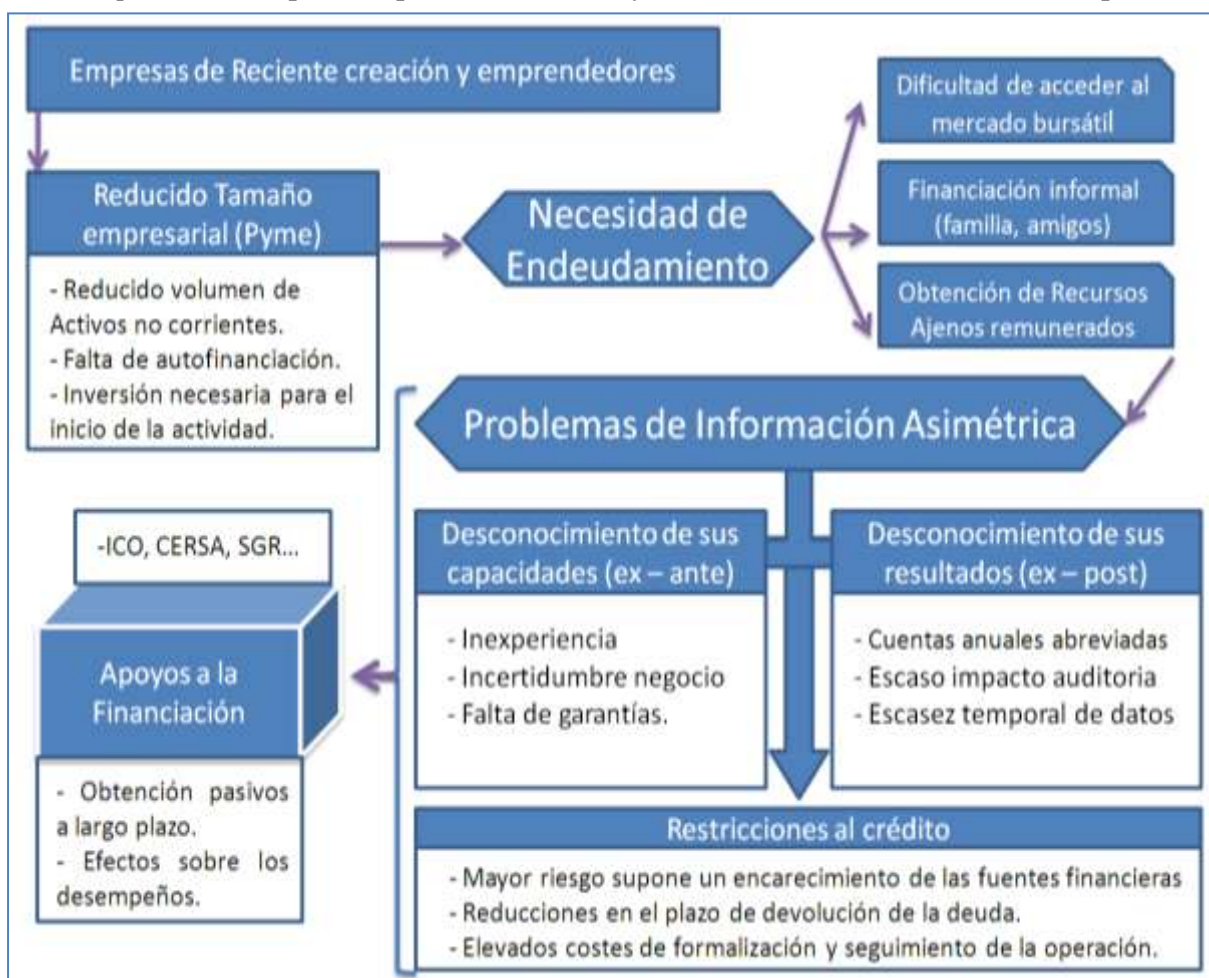 Empresas de Reciente creación y emprendedores
Dificultad de acceder al
mercado bursátil
Reducido Tamaño
empresarial (Pyme)
- Reducido volumen de
Activos no corrientes.
- Falta de autofinanciación.
- Inversión necesaria para el
inicio de la actividad.
Necesidad de
Endeudamiento
Financiación informal
(familia, amigos)
Obtención de Recursos
Ajenos remunerados
Problemas de Información Asimétrica
Desconocimiento de sus
capacidades (ex – ante)
- Inexperiencia
- Incertidumbre negocio
- Falta de garantías.
Desconocimiento de sus
resultados (ex – post)
- Cuentas anuales abreviadas
- Escaso impacto auditoria
- Escasez temporal de datos
-ICO, CERSA, SGR...
Apoyos a la
Financiación
- Obtención pasivos
a largo plazo.
- Efectos sobre los
desempeños.
Restricciones al crédito
- Mayor riesgo supone un encarecimiento de las fuentes financieras
- Reducciones en el plazo de devolución de la deuda.
- Elevados costes de formalización y seguimiento de la operación.